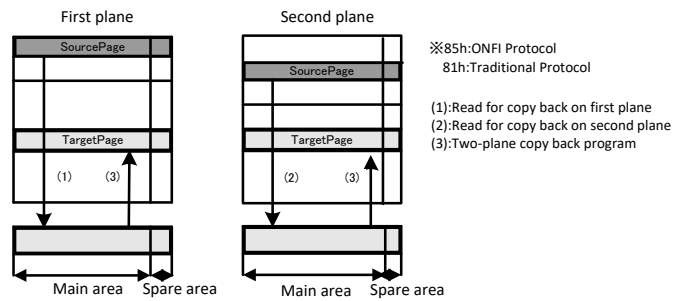 First plane
SourcePage
TargetPage
(1)
(3)
Main area
Spare area
Second plane
SourcePage
TargetPage
(2)
(3)
Main area
Spare area
※85h:ONFI Protocol
81h:Traditional Protocol
(1):Read for copy back on first plane
(2):Read for copy back on second plane
(3):Two-plane copy back program